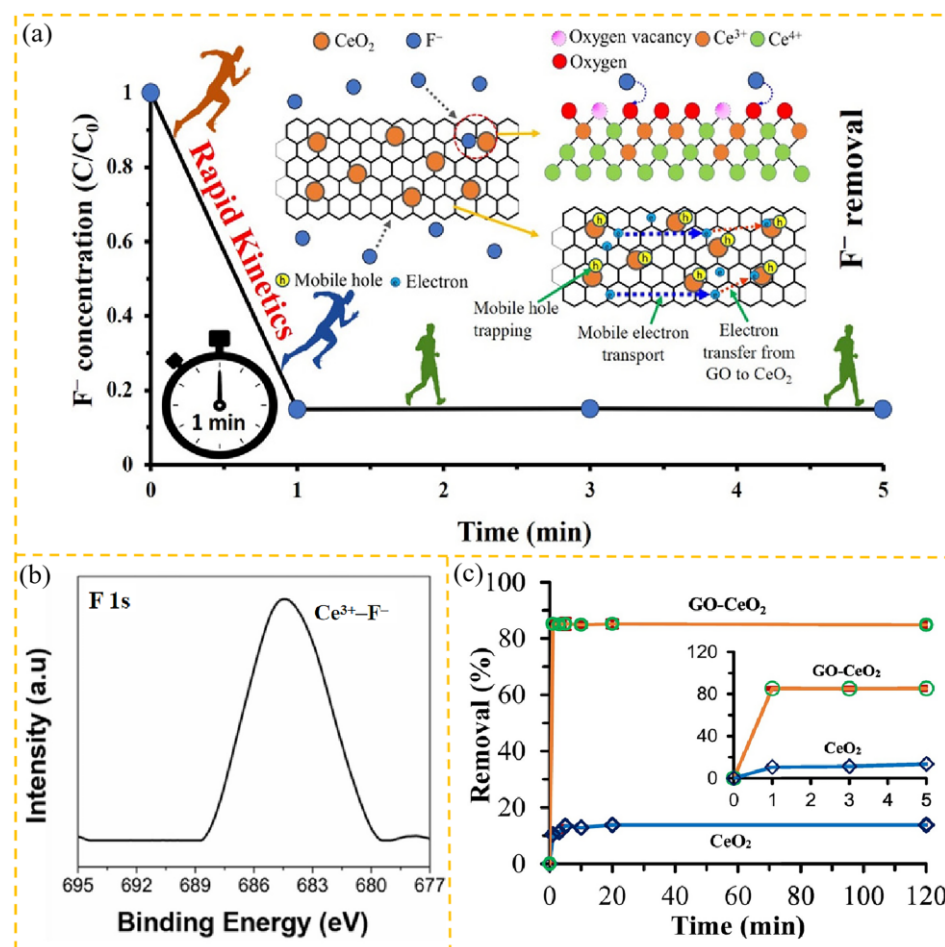 (a)
CeO₂
F⁻
Oxygen vacancy
Ce³⁺
Ce⁴⁺
Oxygen
F⁻ concentration (C/C₀)
1
0.8
0.6
0.4
0.2
0
Rapid Kinetics
h Mobile hole
e Electron
Mobile hole
trapping
Mobile electron
transport
Electron
transfer from
GO to CeO₂
F⁻ removal
1 min
0
1
2
3
4
5
Time (min)
(b)
F 1s
Ce³⁺–F⁻
Intensity (a.u)
695
692
689
686
683
680
677
Binding Energy (eV)
(c)
Removal (%)
100
80
60
40
20
0
GO-CeO₂
120
80
40
0
GO-CeO₂
CeO₂
0
1
3
4
5
CeO₂
0
20
40
60
80
100
120
Time (min)